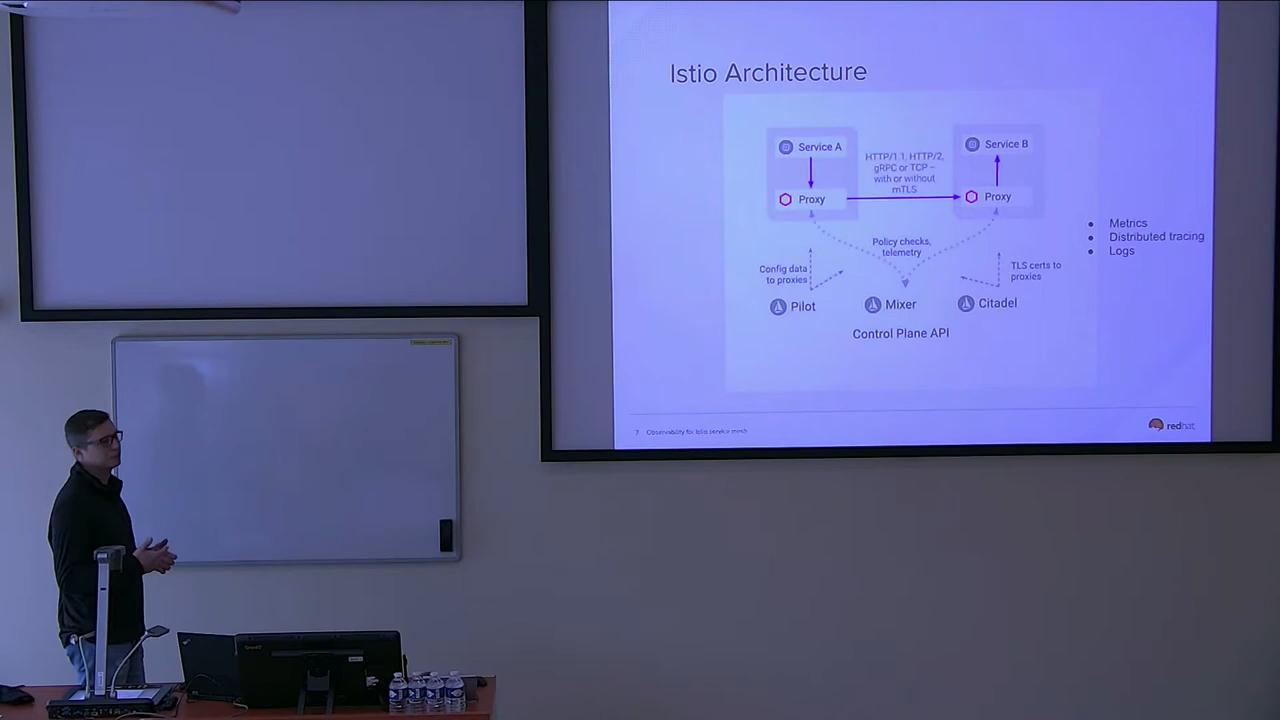 Istio Architecture
Service A
Service B
HTTP/1.1, HTTP/2,
gRPC or TCP –
with or without
mTLS
Proxy
Proxy
Metrics
Distributed tracing
Logs
Policy checks,
telemetry
Config data
to proxies
TLS certs to
proxies
Pilot
Mixer
Citadel
Control Plane API
7 Observability for Istio service mesh
redhat